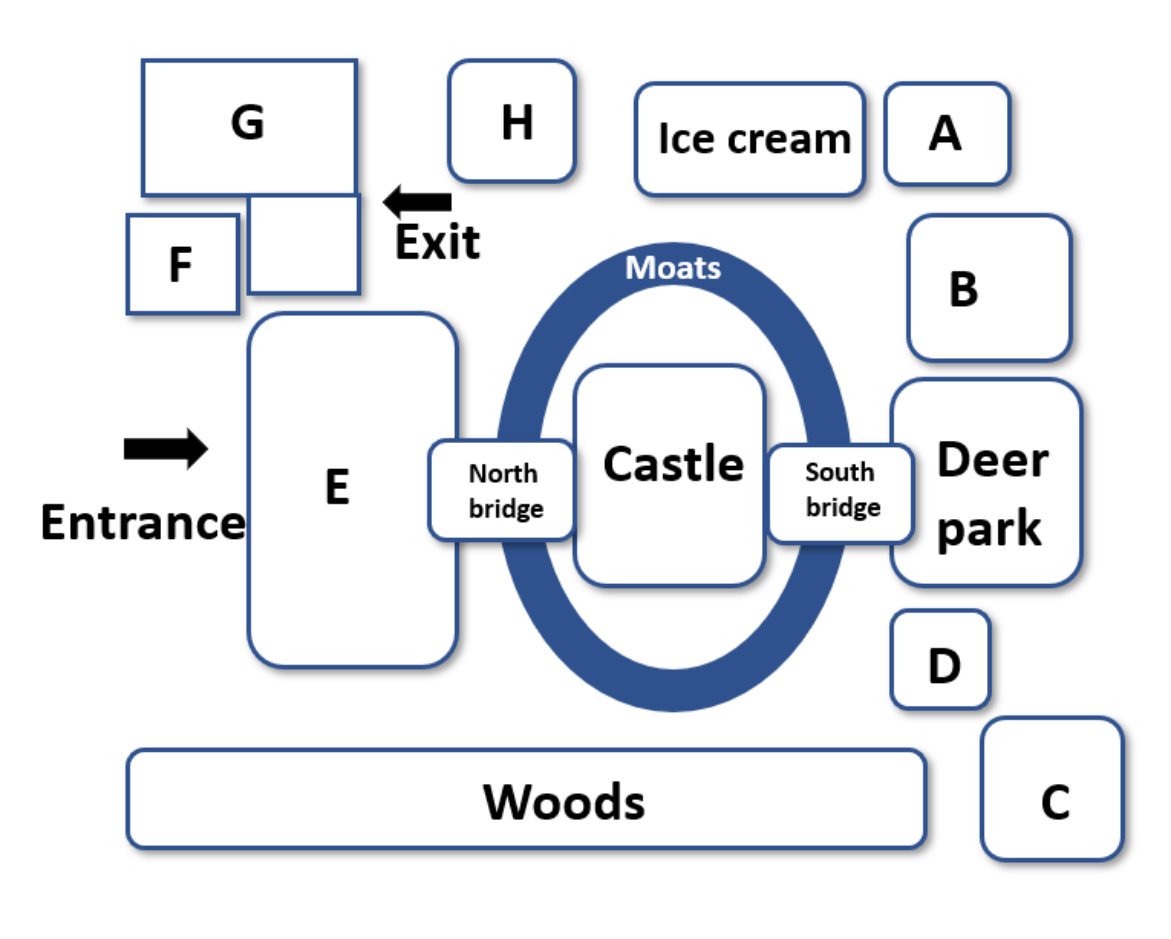 G
H
Ice cream
A
Exit
F
Moats
B
Entrance
E
North
bridge
Castle
South
bridge
Deer
park
D
Woods
C